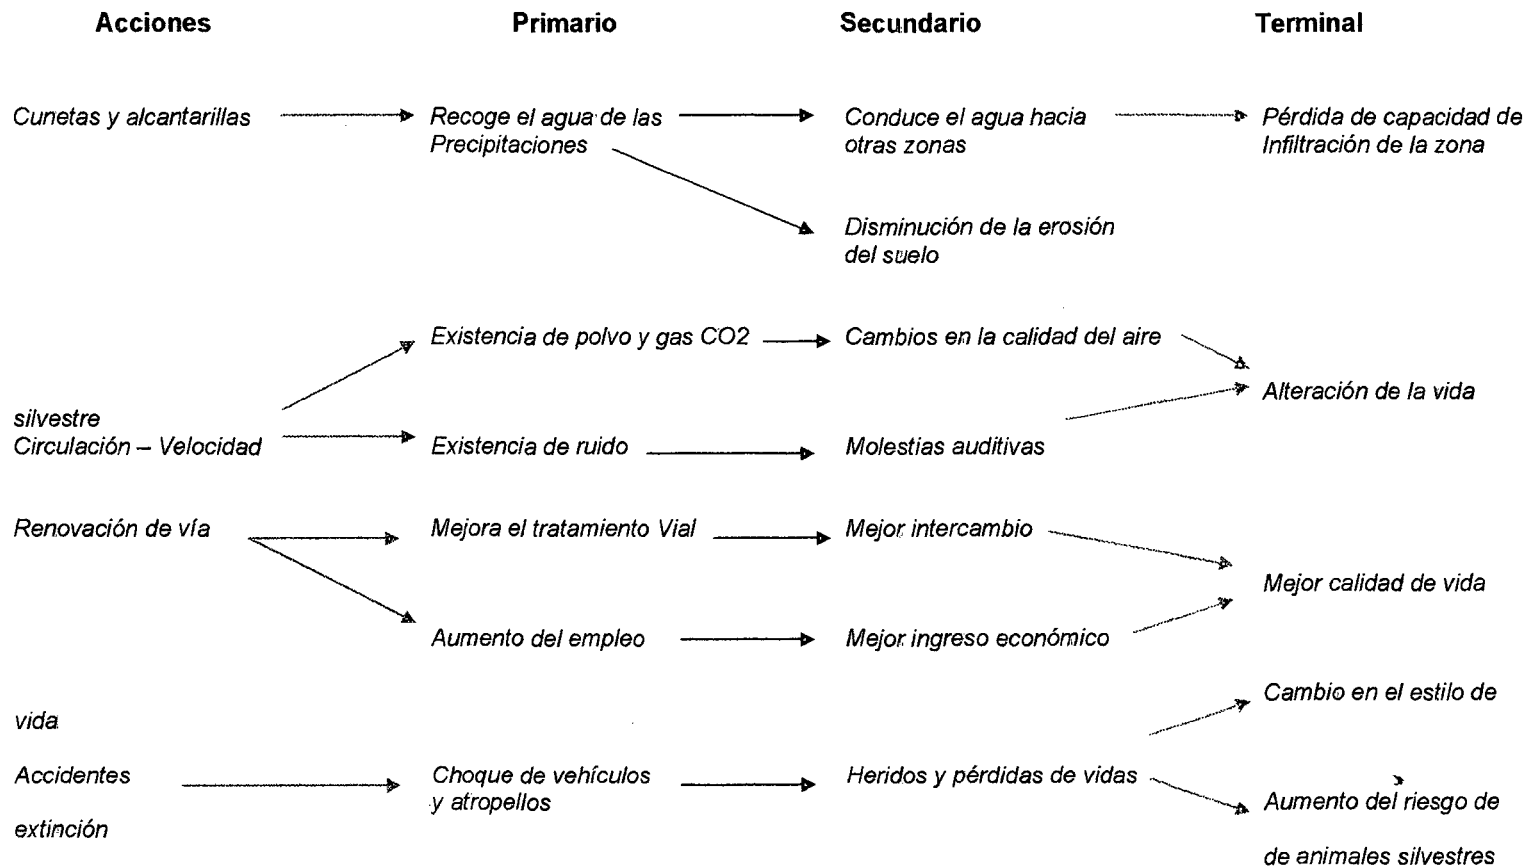 Acciones Primario Secundario Terminal
Cunetas y alcantarillas Recoge el agua de las Conduce el agua hacia Pérdida de capacidad de
Precipitaciones otras zonas Infiltración de la zona
Disminución de la erosión
del suelo
Existencia de polvo y gas CO2 Cambios en la calidad del aire
Alteración de la vida
silvestre
Circulación – Velocidad Existencia de ruido Molestias auditivas
Renovación de vía Mejora el tratamiento Vial Mejor intercambio
Mejor calidad de vida
Aumento del empleo Mejor ingreso económico
Cambio en el estilo de
vida
Accidentes Choque de vehículos Heridos y pérdidas de vidas
y atropellos Aumento del riesgo de
extinción
de animales silvestres